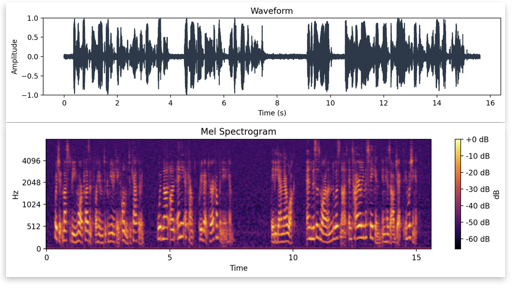 Waveform
1.0
0.5
0.0
−0.5
−1.0
Amplitude
0 2 4 6 8 10 12 14 16
Time (s)
Mel Spectrogram
4096
2048
1024
512
0
Hz
0 5 10 15
Time
+0 dB
-10 dB
-20 dB
-30 dB
-40 dB
-50 dB
-60 dB
dB